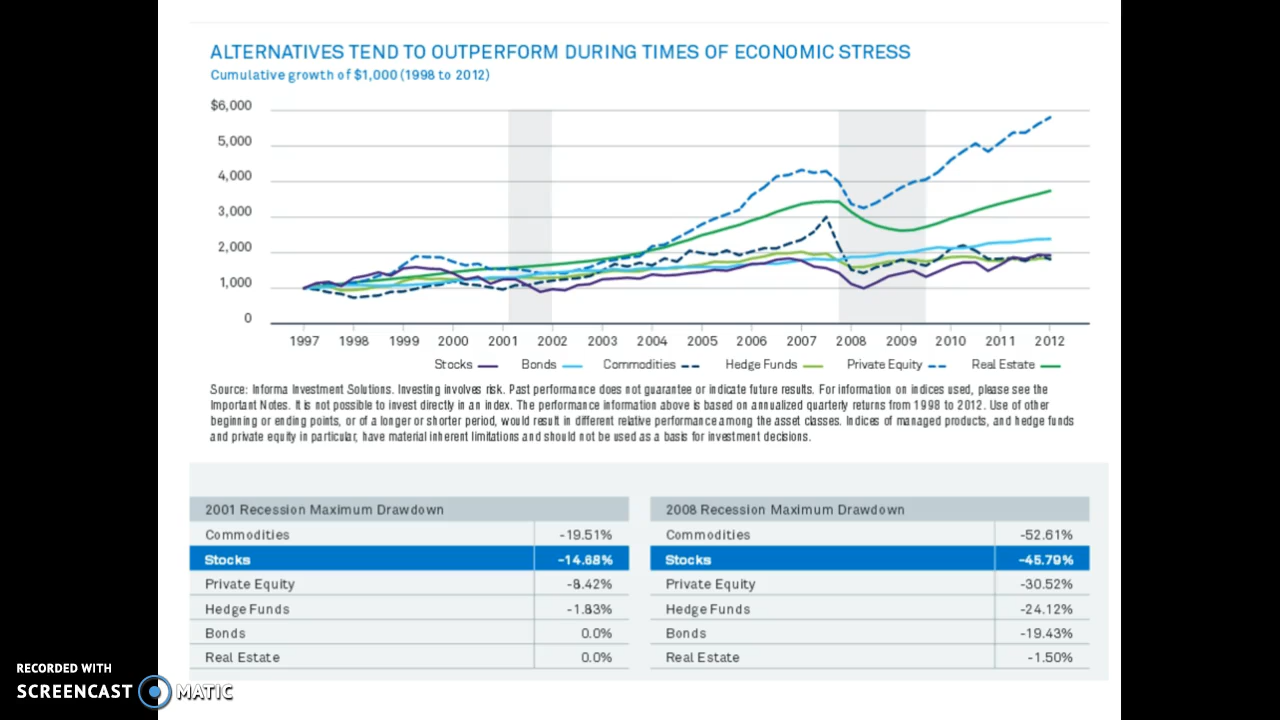 ALTERNATIVES TEND TO OUTPERFORM DURING TIMES OF ECONOMIC STRESS
Cumulative growth of $1,000 (1998 to 2012)
$6,000
5,000
4,000
3,000
2,000
1,000
0
1997 1998 1999 2000 2001 2002 2003 2004 2005 2006 2007 2008 2009 2010 2011 2012
Stocks Bonds Commodities Hedge Funds Private Equity Real Estate
Source: Informa Investment Solutions. Investing involves risk. Past performance does not guarantee or indicate future results. For information on indices used, please see the
Important Notes. It is not possible to invest directly in an index. The performance information above is based on annualized quarterly returns from 1998 to 2012. Use of other
beginning or ending points, or of a longer or shorter period, would result in different relative performance among the asset classes. Indices of managed products, and hedge funds
and private equity in particular, have material inherent limitations and should not be used as a basis for investment decisions.
2001 Recession Maximum Drawdown
Commodities -19.51%
Stocks -14.68%
Private Equity -8.42%
Hedge Funds -1.83%
Bonds 0.0%
Real Estate 0.0%
2008 Recession Maximum Drawdown
Commodities -52.61%
Stocks -45.79%
Private Equity -30.52%
Hedge Funds -24.12%
Bonds -19.43%
Real Estate -1.50%
RECORDED WITH
SCREENCAST MATIC